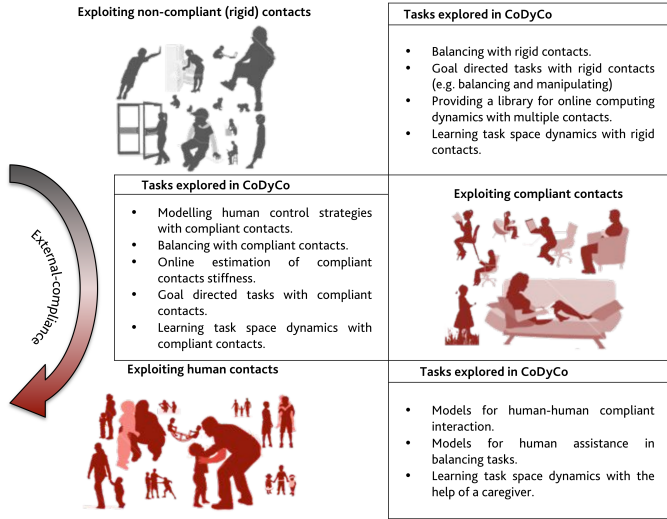 Exploiting non-compliant (rigid) contacts
Tasks explored in CoDyCo
• Balancing with rigid contacts.
• Goal directed tasks with rigid contacts
(e.g. balancing and manipulating)
• Providing a library for online computing
dynamics with multiple contacts.
• Learning task space dynamics with rigid
contacts.
External-compliance
Tasks explored in CoDyCo
• Modelling human control strategies
with compliant contacts.
• Balancing with compliant contacts.
• Online estimation of compliant
contacts stiffness.
• Goal directed tasks with compliant
contacts.
• Learning task space dynamics with
compliant contacts.
Exploiting compliant contacts
Exploiting human contacts
Tasks explored in CoDyCo
• Models for human-human compliant
interaction.
• Models for human assistance in
balancing tasks.
• Learning task space dynamics with the
help of a caregiver.